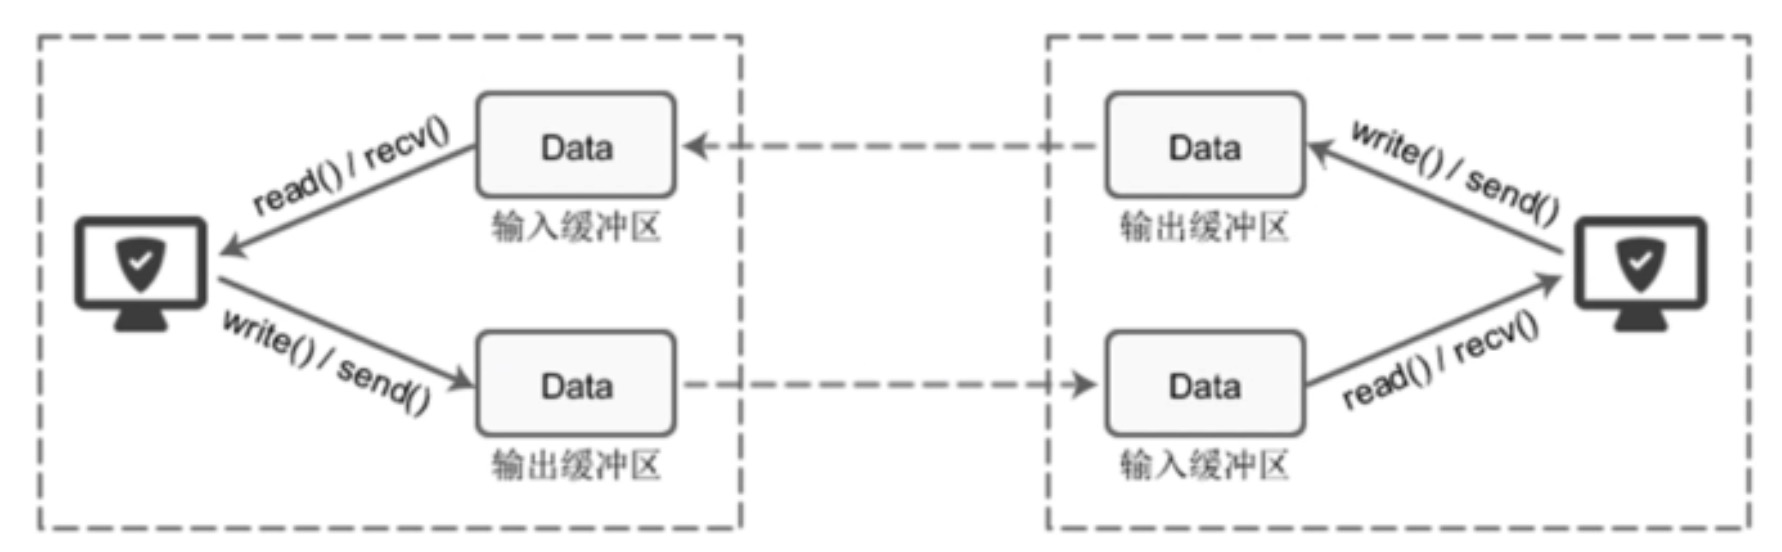 read() / recv()
Data
输入缓冲区
write() / send()
Data
输出缓冲区
Data
输出缓冲区
write() / send()
Data
输入缓冲区
read() / recv()